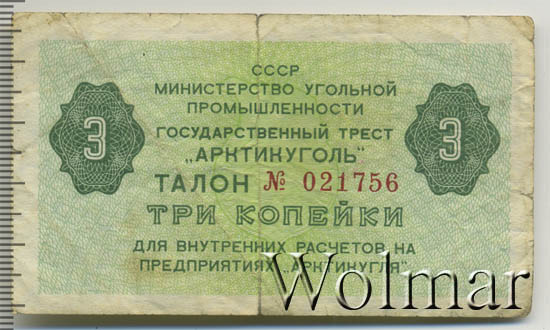 СССР
МИНИСТЕРСТВО УГОЛЬНОЙ
ПРОМЫШЛЕННОСТИ
ГОСУДАРСТВЕННЫЙ ТРЕСТ
„АРКТИКУГОЛЬ"
3
3
ТАЛОН № 021756
ТРИ КОПЕЙКИ
ДЛЯ ВНУТРЕННИХ РАСЧЕТОВ НА
ПРЕДПРИЯТИЯХ „АРКТИКУГЛЯ"
Wolmar